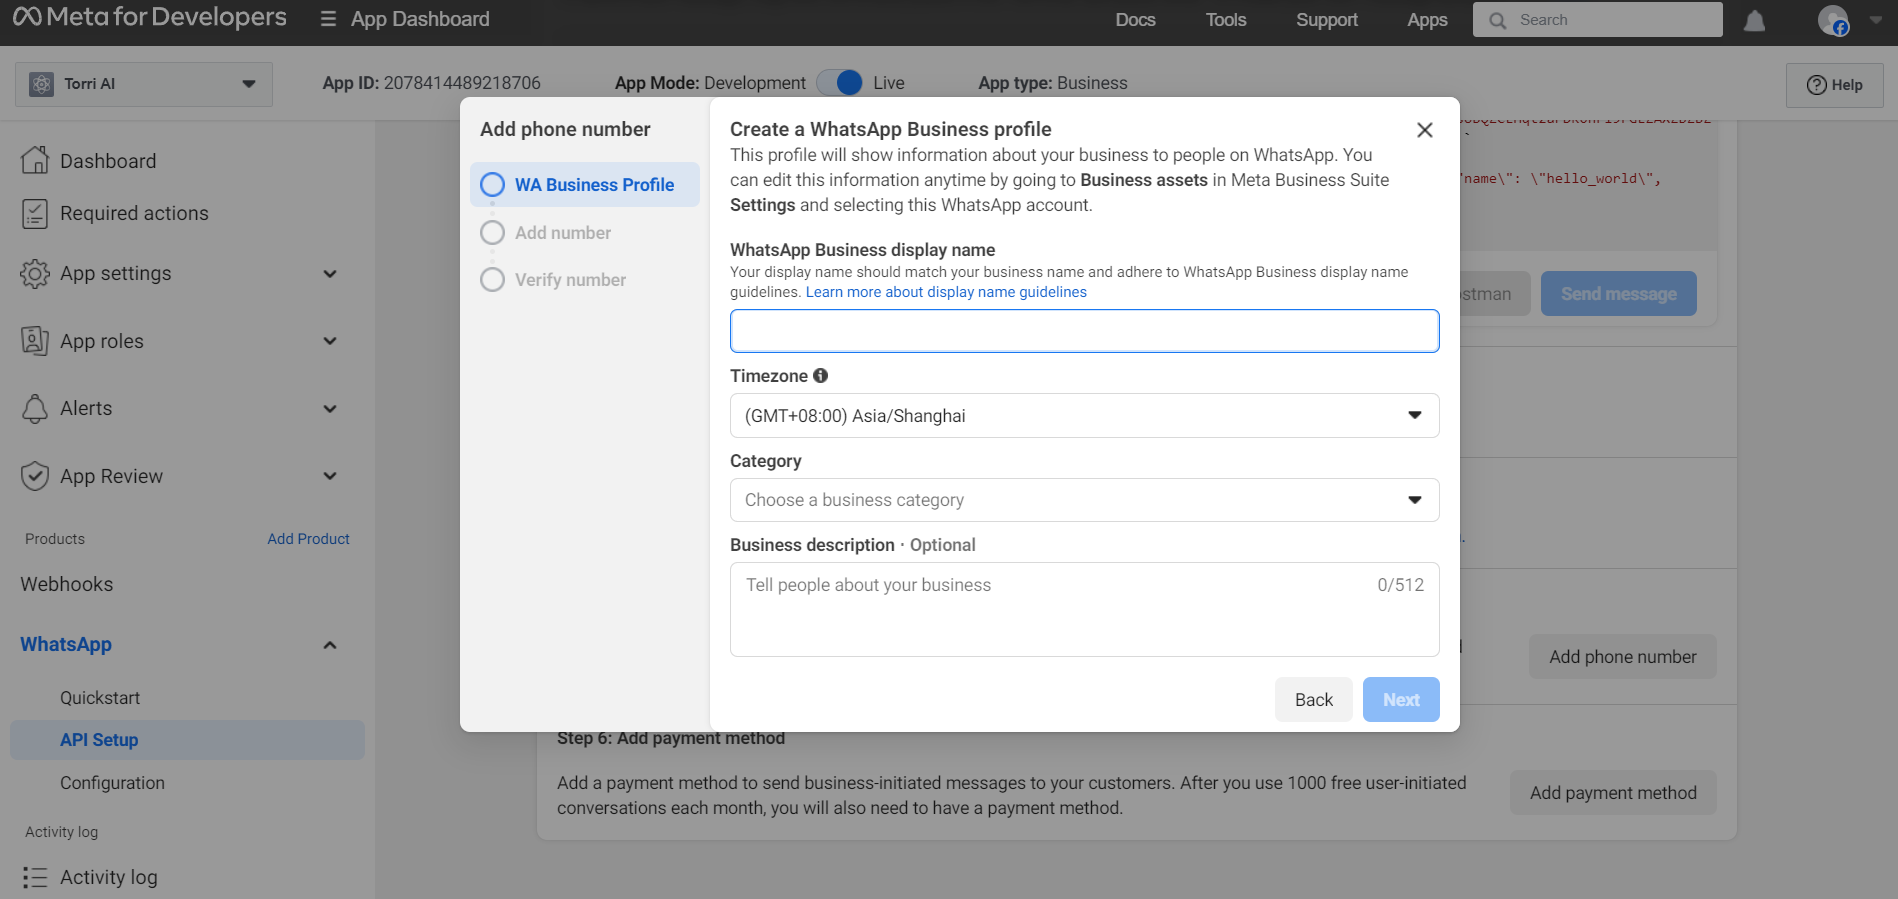 Meta for Developers
App Dashboard
Docs
Tools
Support
Apps
Search
Torri AI
App ID: 2078414489218706
App Mode: Development
Live
App type: Business
Help
Dashboard
Required actions
App settings
App roles
Alerts
App Review
Products
Add Product
Webhooks
WhatsApp
Quickstart
API Setup
Configuration
Activity log
Activity log
Add phone number
WA Business Profile
Add number
Verify number
Create a WhatsApp Business profile
This profile will show information about your business to people on WhatsApp. You
can edit this information anytime by going to Business assets in Meta Business Suite
Settings and selecting this WhatsApp account.
WhatsApp Business display name
Your display name should match your business name and adhere to WhatsApp Business display name
guidelines. Learn more about display name guidelines
Timezone
(GMT+08:00) Asia/Shanghai
Category
Choose a business category
Business description · Optional
Tell people about your business
0/512
Back
Next
"name\": \"hello_world\",
stman
Send message
Add phone number
Step 6: Add payment method
Add a payment method to send business-initiated messages to your customers. After you use 1000 free user-initiated
conversations each month, you will also need to have a payment method.
Add payment method